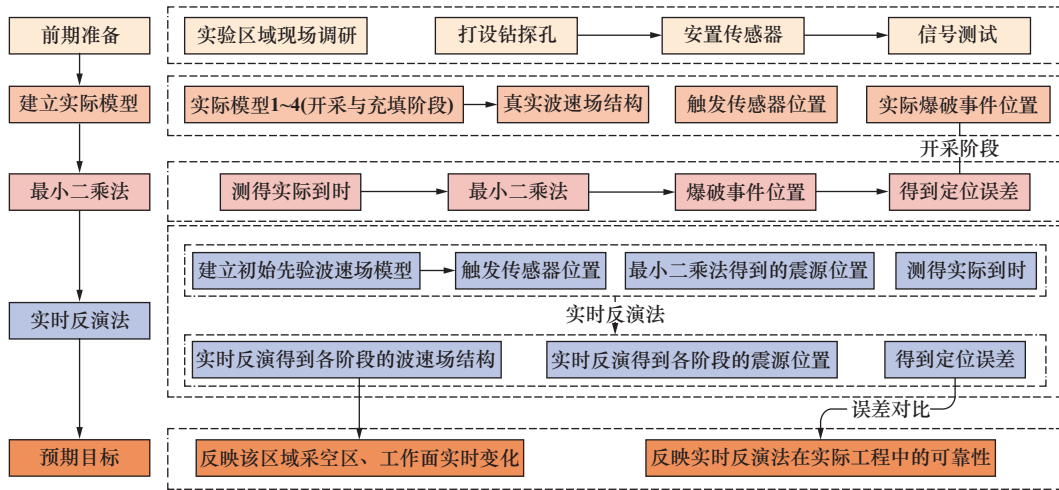 前期准备
实验区域现场调研
打设钻探孔
安置传感器
信号测试
建立实际模型
实际模型1~4(开采与充填阶段)
真实波速场结构
触发传感器位置
实际爆破事件位置
开采阶段
最小二乘法
测得实际到时
最小二乘法
爆破事件位置
得到定位误差
建立初始先验波速场模型
触发传感器位置
最小二乘法得到的震源位置
测得实际到时
实时反演法
实时反演法
实时反演得到各阶段的波速场结构
实时反演得到各阶段的震源位置
得到定位误差
误差对比
预期目标
反映该区域采空区、工作面实时变化
反映实时反演法在实际工程中的可靠性